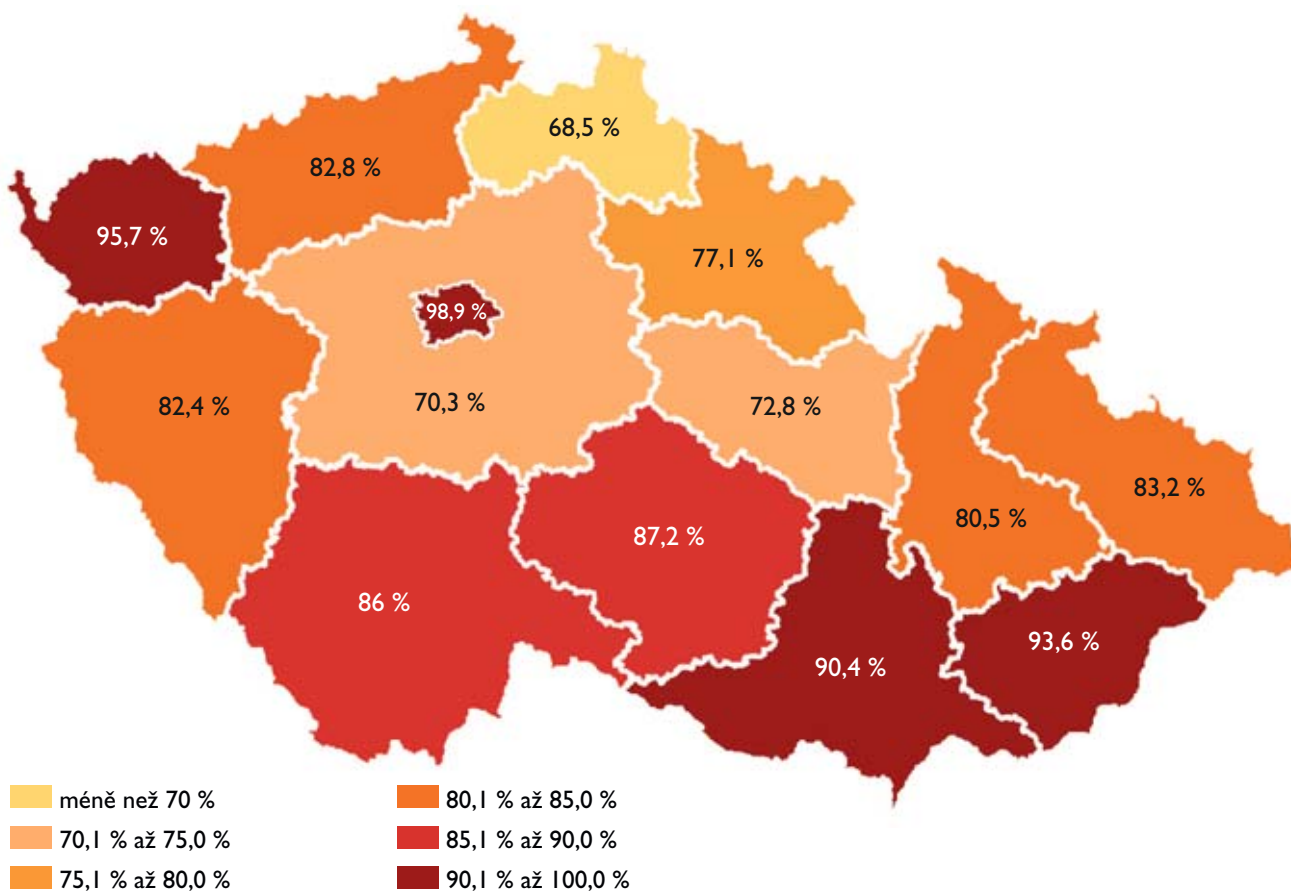 68,5 %
82,8 %
95,7 %
77,1 %
98,9 %
82,4 %
70,3 %
72,8 %
83,2 %
80,5 %
87,2 %
86 %
93,6 %
90,4 %
méně než 70 %
70,1 % až 75,0 %
75,1 % až 80,0 %
80,1 % až 85,0 %
85,1 % až 90,0 %
90,1 % až 100,0 %